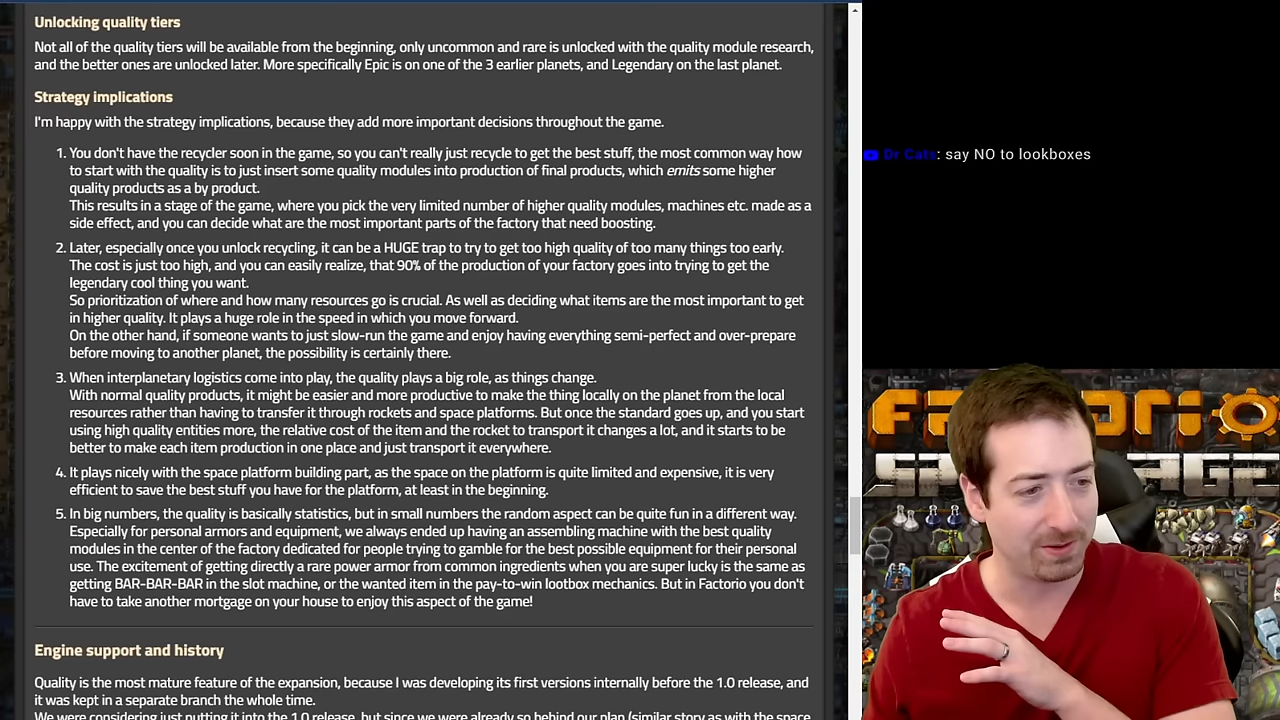 Unlocking quality tiers
Not all of the quality tiers will be available from the beginning, only uncommon and rare is unlocked with the quality module research,
and the better ones are unlocked later. More specifically Epic is on one of the 3 earlier planets, and Legendary on the last planet.
Strategy implications
I'm happy with the strategy implications, because they add more important decisions throughout the game.
1. You don't have the recycler soon in the game, so you can't really just recycle to get the best stuff, the most common way how
to start with the quality is to just insert some quality modules into production of final products, which emits some higher
quality products as a by product.
This results in a stage of the game, where you pick the very limited number of higher quality modules, machines etc. made as a
side effect, and you can decide what are the most important parts of the factory that need boosting.
2. Later, especially once you unlock recycling, it can be a HUGE trap to try to get too high quality of too many things too early.
The cost is just too high, and you can easily realize, that 90% of the production of your factory goes into trying to get the
legendary cool thing you want.
So prioritization of where and how many resources go is crucial. As well as deciding what items are the most important to get
in higher quality. It plays a huge role in the speed in which you move forward.
On the other hand, if someone wants to just slow-run the game and enjoy having everything semi-perfect and over-prepare
before moving to another planet, the possibility is certainly there.
3. When interplanetary logistics come into play, the quality plays a big role, as things change.
With normal quality products, it might be easier and more productive to make the thing locally on the planet from the local
resources rather than having to transfer it through rockets and space platforms. But once the standard goes up, and you start
using high quality entities more, the relative cost of the item and the rocket to transport it changes a lot, and it starts to be
better to make each item production in one place and just transport it everywhere.
4. It plays nicely with the space platform building part, as the space on the platform is quite limited and expensive, it is very
efficient to save the best stuff you have for the platform, at least in the beginning.
5. In big numbers, the quality is basically statistics, but in small numbers the random aspect can be quite fun in a different way.
Especially for personal armors and equipment, we always ended up having an assembling machine with the best quality
modules in the center of the factory dedicated for people trying to gamble for the best possible equipment for their personal
use. The excitement of getting directly a rare power armor from common ingredients when you are super lucky is the same as
getting BAR-BAR-BAR in the slot machine, or the wanted item in the pay-to-win lootbox mechanics. But in Factorio you don't
have to take another mortgage on your house to enjoy this aspect of the game!
Engine support and history
Quality is the most mature feature of the expansion, because I was developing its first versions internally before the 1.0 release, and
it was kept in a separate branch the whole time.
We were considering just putting it into the 1.0 release, but since we were already so behind our plan (similar story as with the space
Dr Cats: say NO to lookboxes